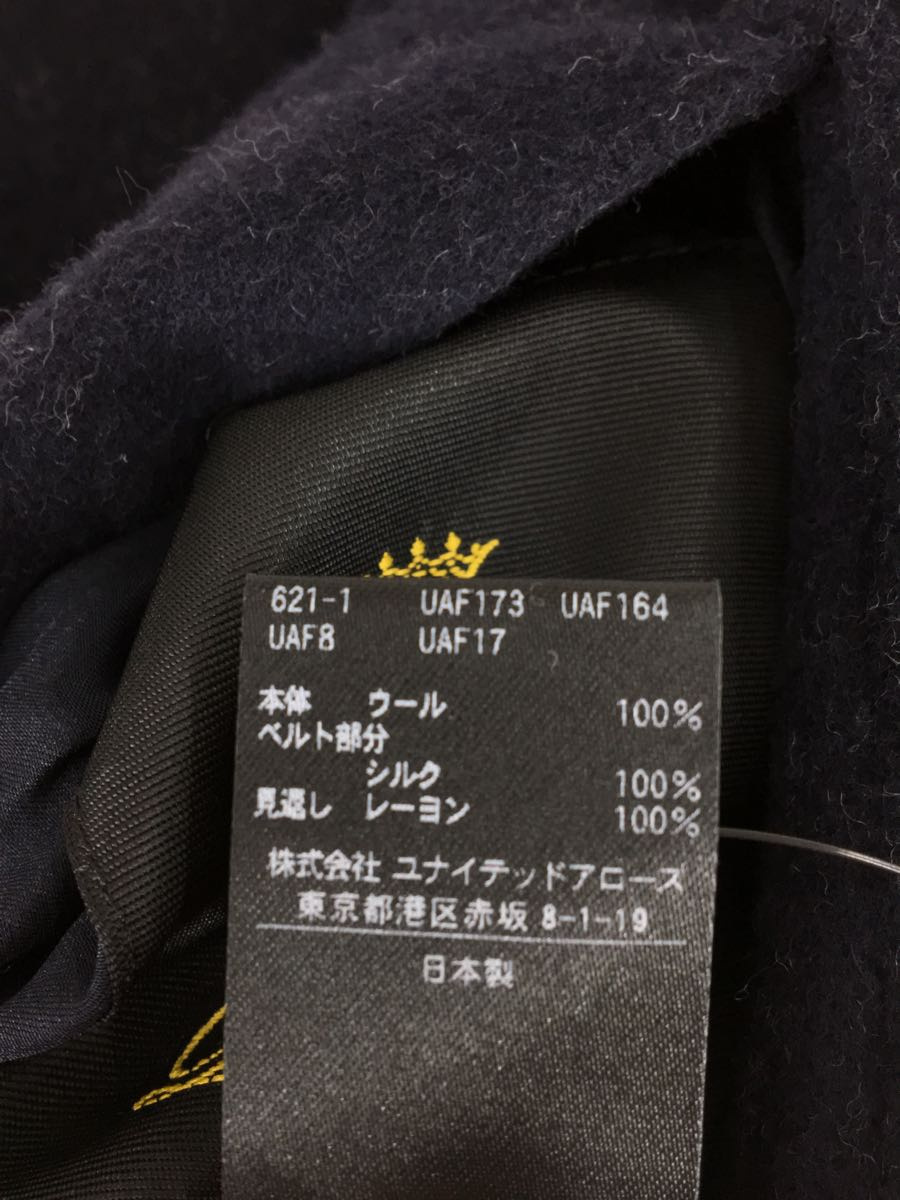 621-1 UAF173 UAF164
UAF8 UAF17
本体 ウール 100%
ベルト部分
シルク 100%
見返し レーヨン 100%
株式会社 ユナイテッドアローズ
東京都港区赤坂 8-1-19
日本製